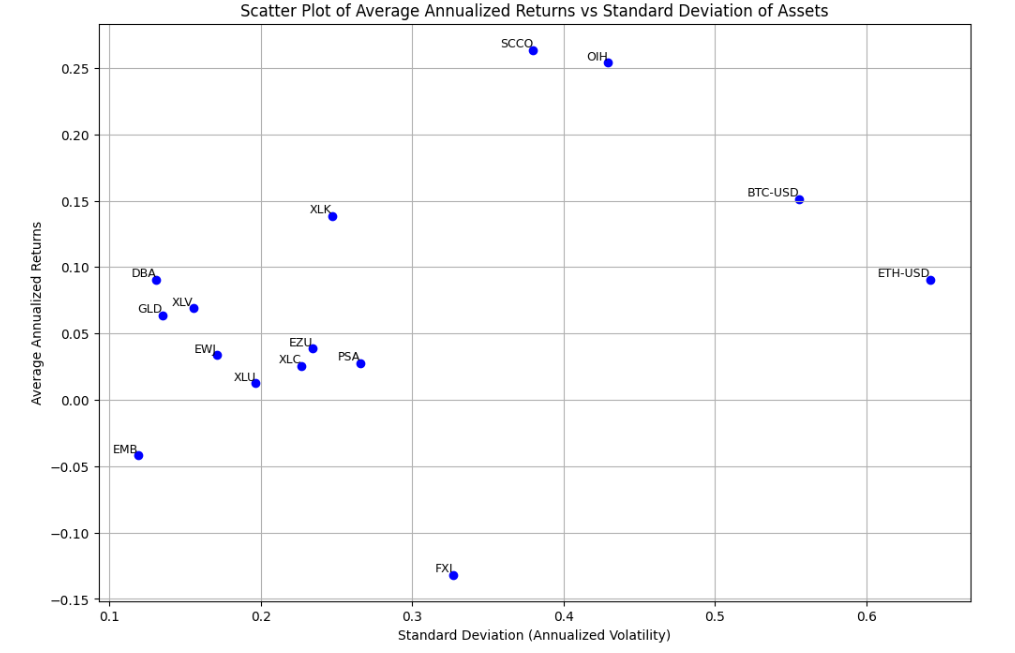 Scatter Plot of Average Annualized Returns vs Standard Deviation of Assets
SCCO
OIH
0.25
0.20
BTC-USD
0.15
XLK
DBA
ETH-USD
0.10
XLV
GLD
0.05
EZU
EWJ
PSA
XLC
XLU
0.00
EMB
−0.05
−0.10
FXI
−0.15
Average Annualized Returns
0.1
0.2
0.3
0.4
0.5
0.6
Standard Deviation (Annualized Volatility)